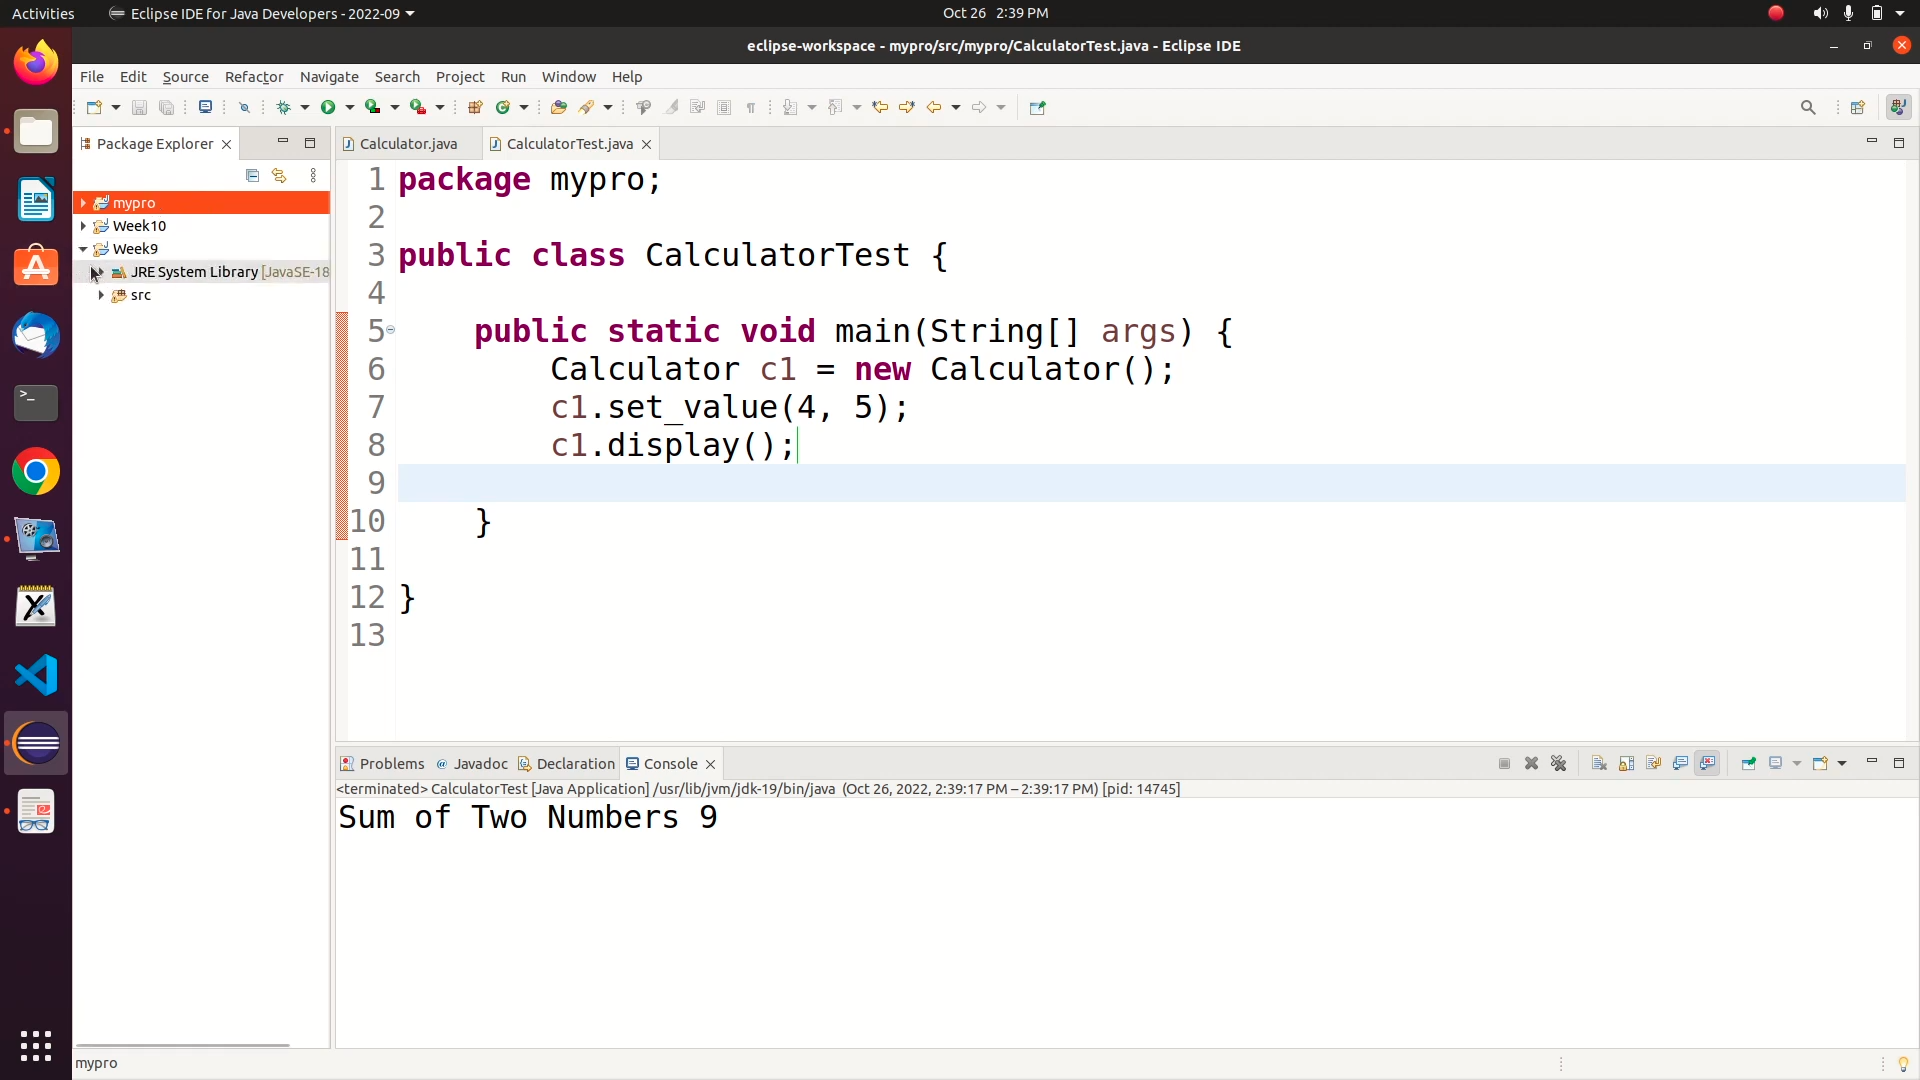 Activities
Eclipse IDE for Java Developers - 2022-09
Oct 26 2:39 PM
eclipse-workspace - mypro/src/mypro/CalculatorTest.java - Eclipse IDE
File Edit Source Refactor Navigate Search Project Run Window Help
Package Explorer
Calculator.java
CalculatorTest.java
mypro
Week10
Week9
JRE System Library [JavaSE-18
src
1 package mypro;
2
3 public class CalculatorTest {
4
5 public static void main(String[] args) {
6 Calculator c1 = new Calculator();
7 c1.set_value(4, 5);
8 c1.display();
9
10 }
11
12 }
13
Problems @ Javadoc Declaration Console
<terminated> CalculatorTest [Java Application] /usr/lib/jvm/jdk-19/bin/java (Oct 26, 2022, 2:39:17 PM – 2:39:17 PM) [pid: 14745]
Sum of Two Numbers 9
mypro